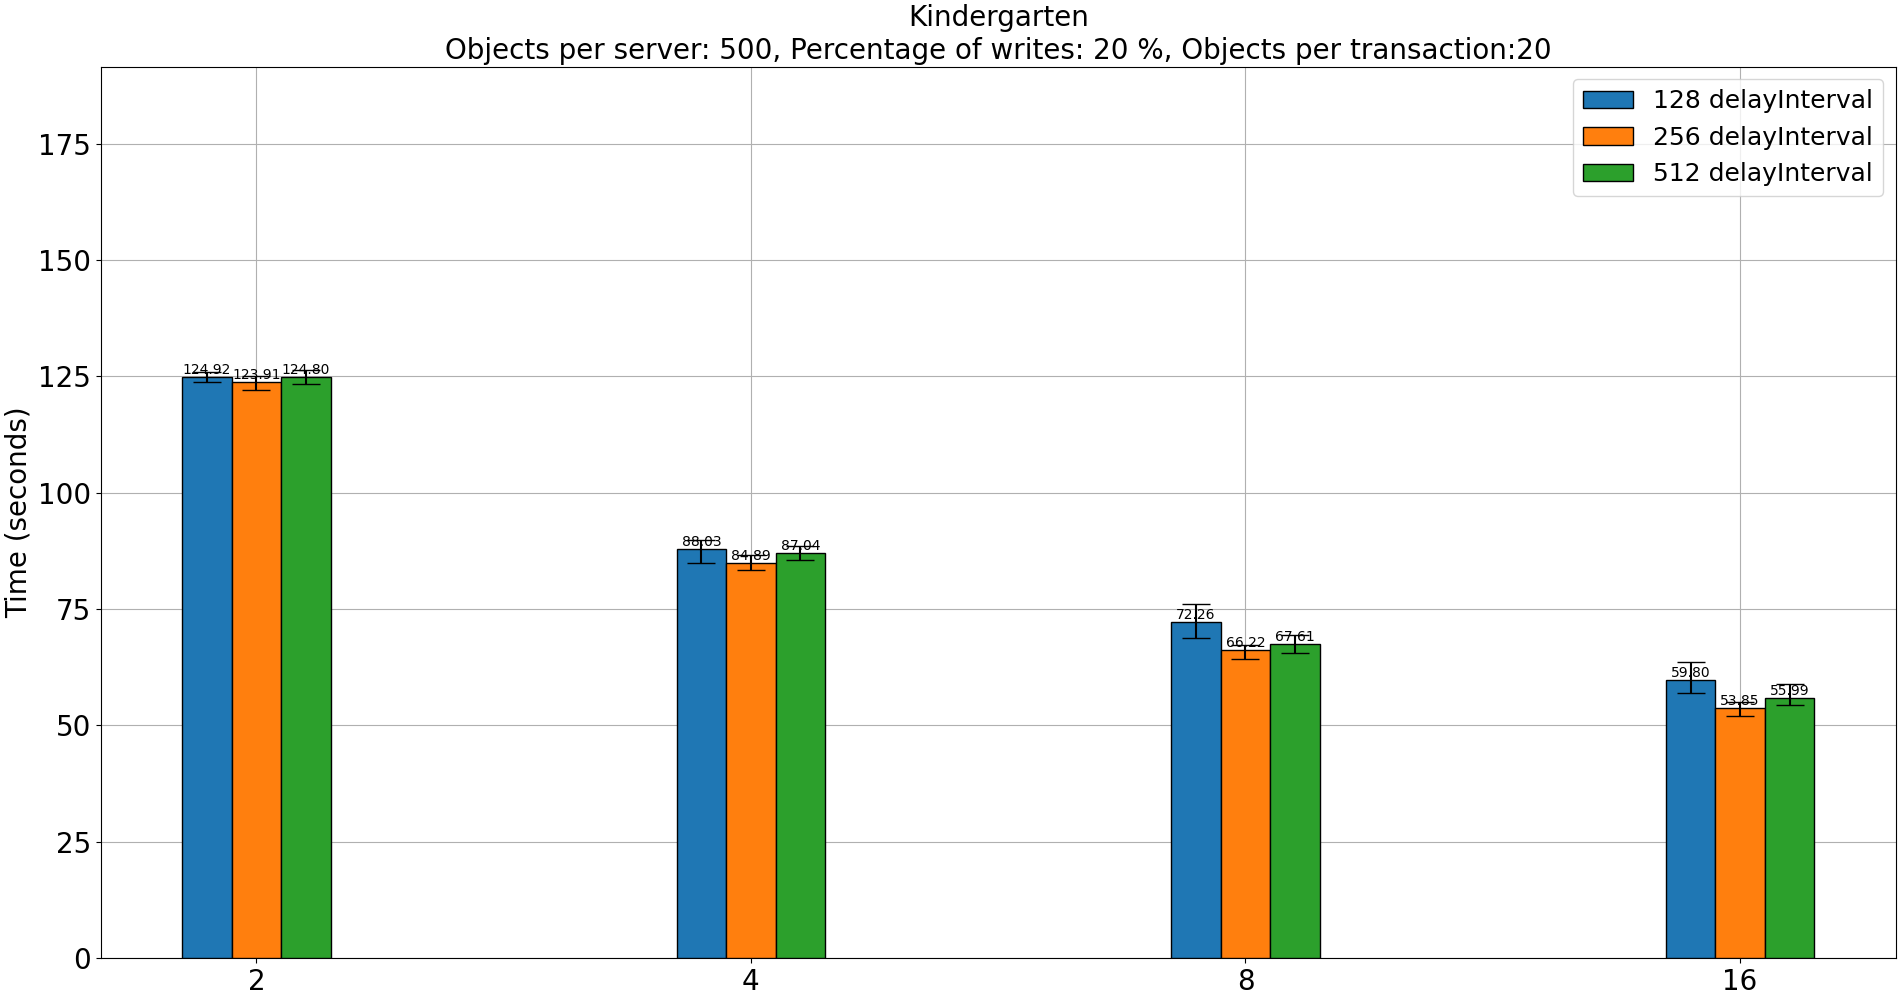 Kindergarten
Objects per server: 500, Percentage of writes: 20 %, Objects per transaction:20
128 delayInterval
256 delayInterval
512 delayInterval
Time (seconds)
175
150
125
100
75
50
25
0
124.92 123.91 124.80
88.03 84.89 87.04
72.26 66.22 67.61
59.80 53.85 55.99
2 4 8 16